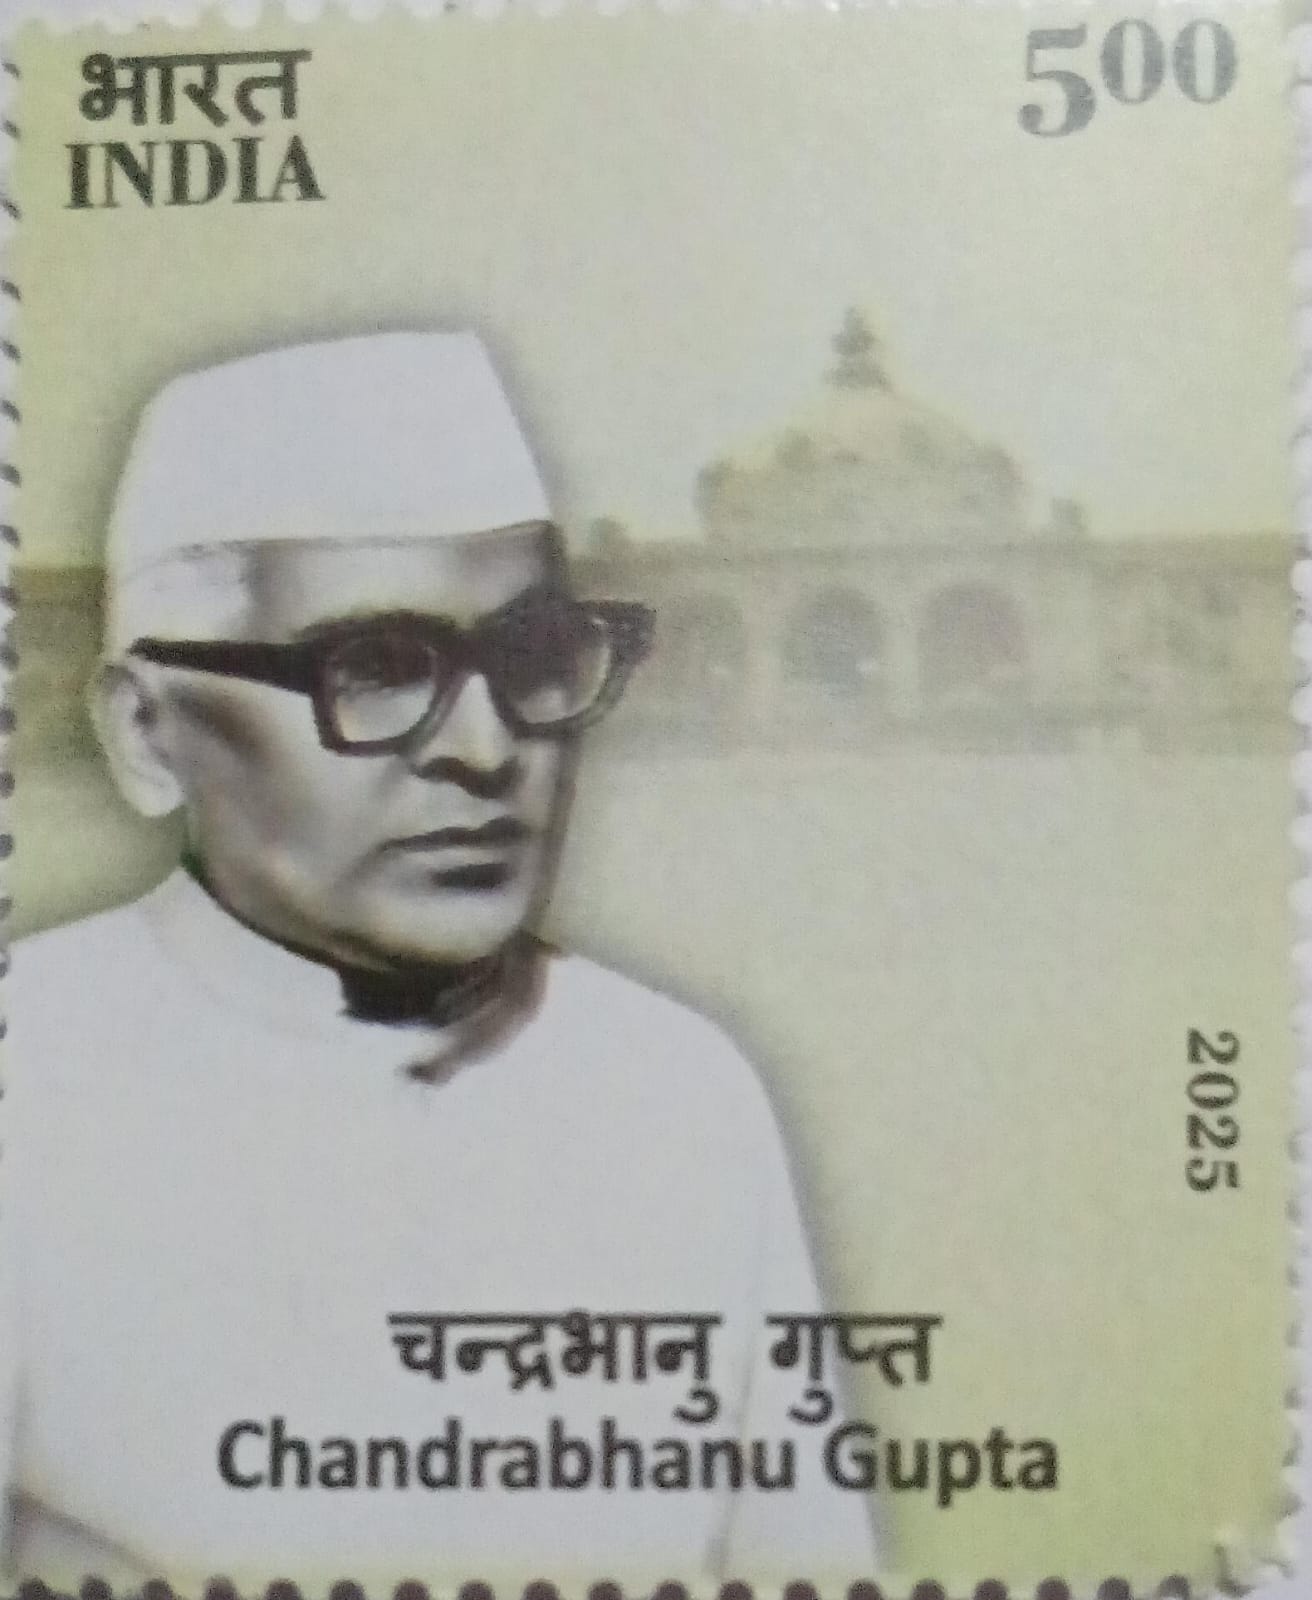 भारत
INDIA
500
2025
चन्द्रभानु गुप्त
Chandrabhanu Gupta